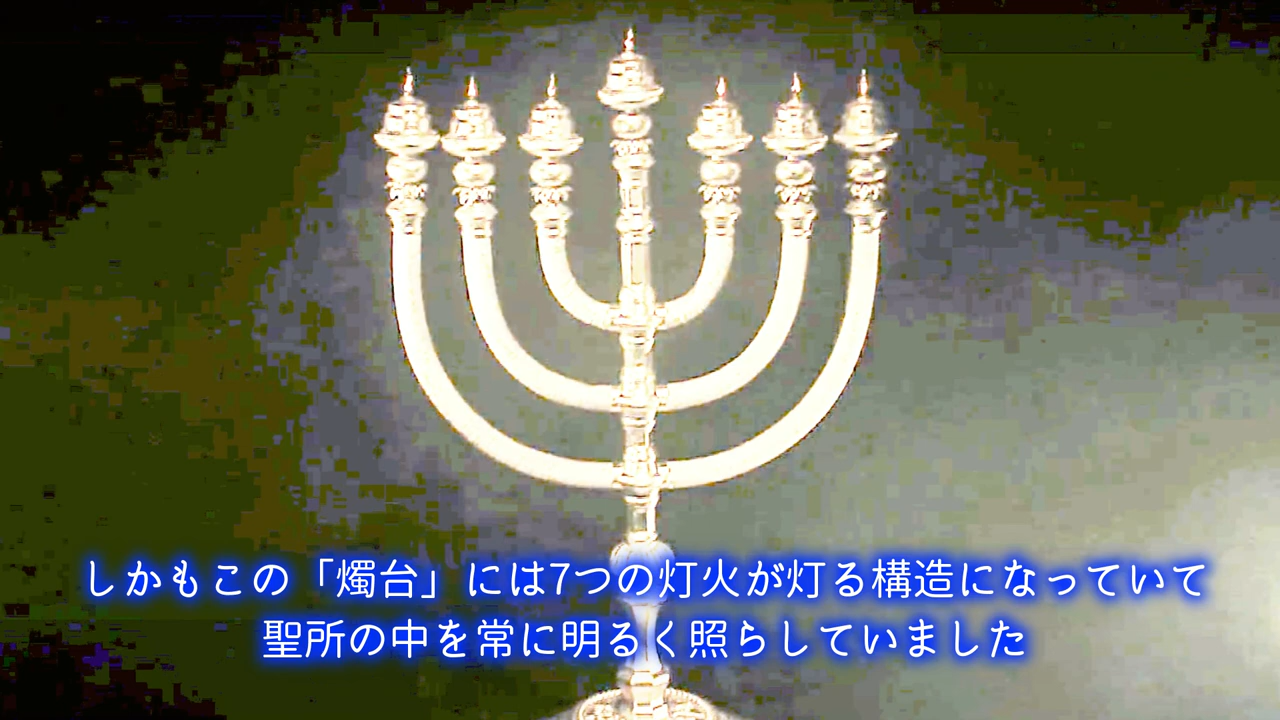 しかもこの「燭台」には7つの灯火が灯る構造になっていて
聖所の中を常に明るく照らしていました